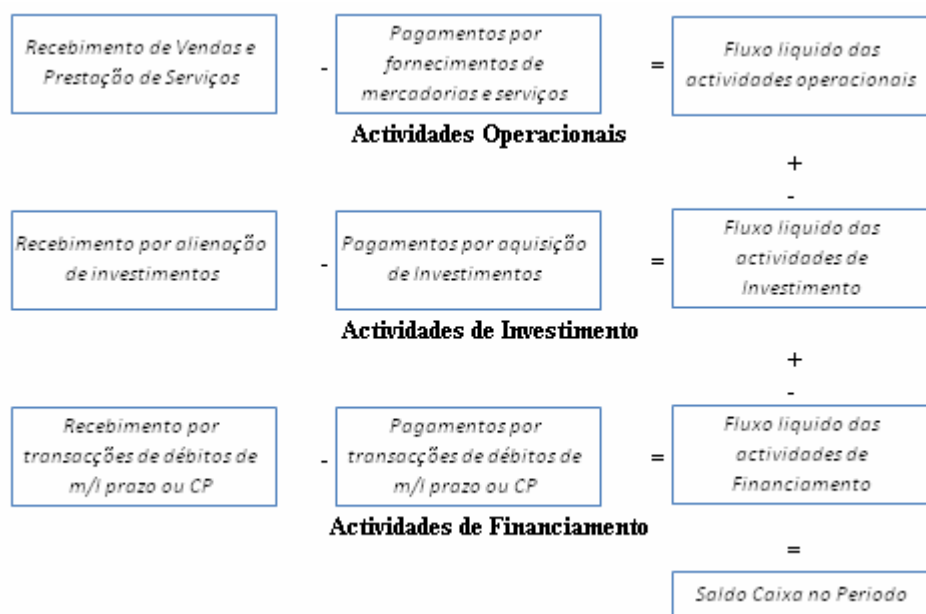 Recebimento de Vendas e
Prestação de Serviços
-
Pagamentos por
fornecimentos de
mercadorias e serviços
=
Fluxo liquido das
actividades operacionais
Actividades Operacionais
+
-
Recebimento por alienação
de investimentos
-
Pagamentos por aquisição
de Investimentos
=
Fluxo liquido das
actividades de
Investimento
Actividades de Investimento
+
-
Recebimento por
transacções de débitos de
m/l prazo ou CP
-
Pagamentos por
transacções de débitos de
m/l prazo ou CP
=
Fluxo liquido das
actividades de
Financiamento
Actividades de Financiamento
=
Saldo Caixa no Periodo